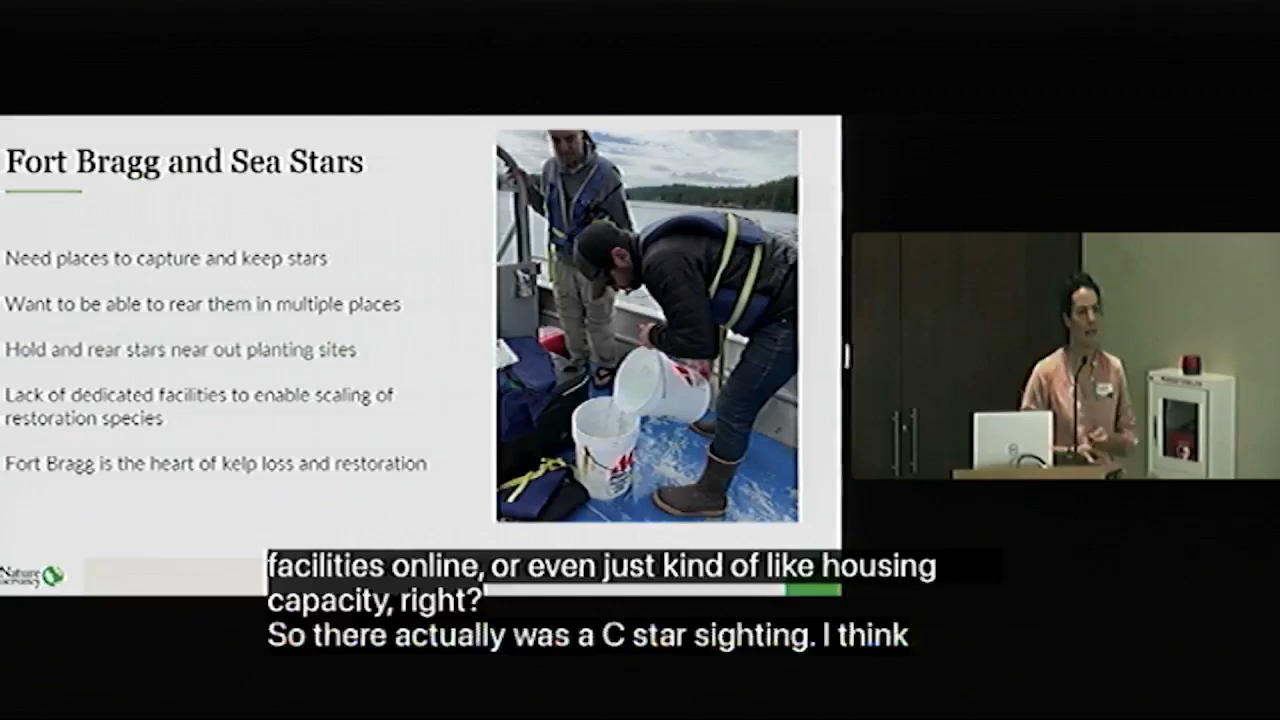 Fort Bragg and Sea Stars
Need places to capture and keep stars
Want to be able to rear them in multiple places
Hold and rear stars near out planting sites
Lack of dedicated facilities to enable scaling of
restoration species
Fort Bragg is the heart of kelp loss and restoration
Nature
facilities online, or even just kind of like housing
capacity, right?
So there actually was a C star sighting. I think